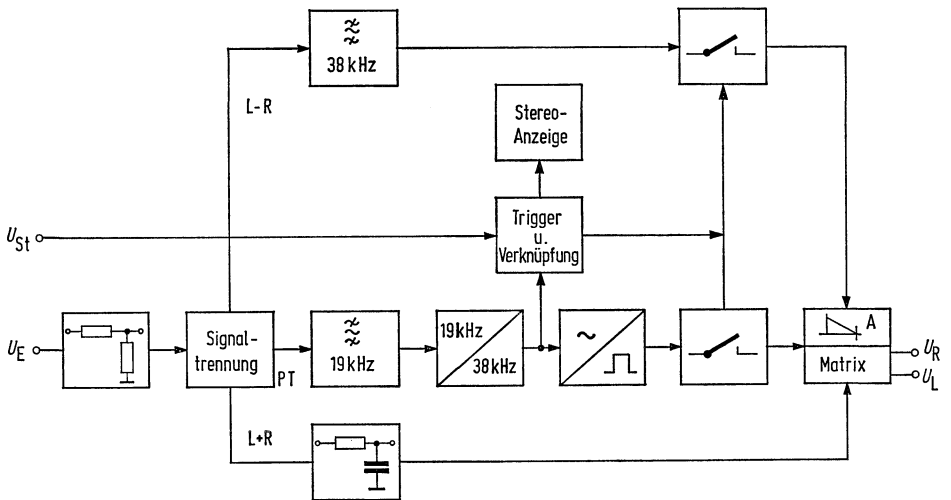 38 kHz
L–R
Stereo-
Anzeige
U_St
Trigger
u.
Verknüpfung
U_E
Signal-
trennung
PT
19 kHz
19 kHz
38 kHz
A
Matrix
U_R
U_L
L+R